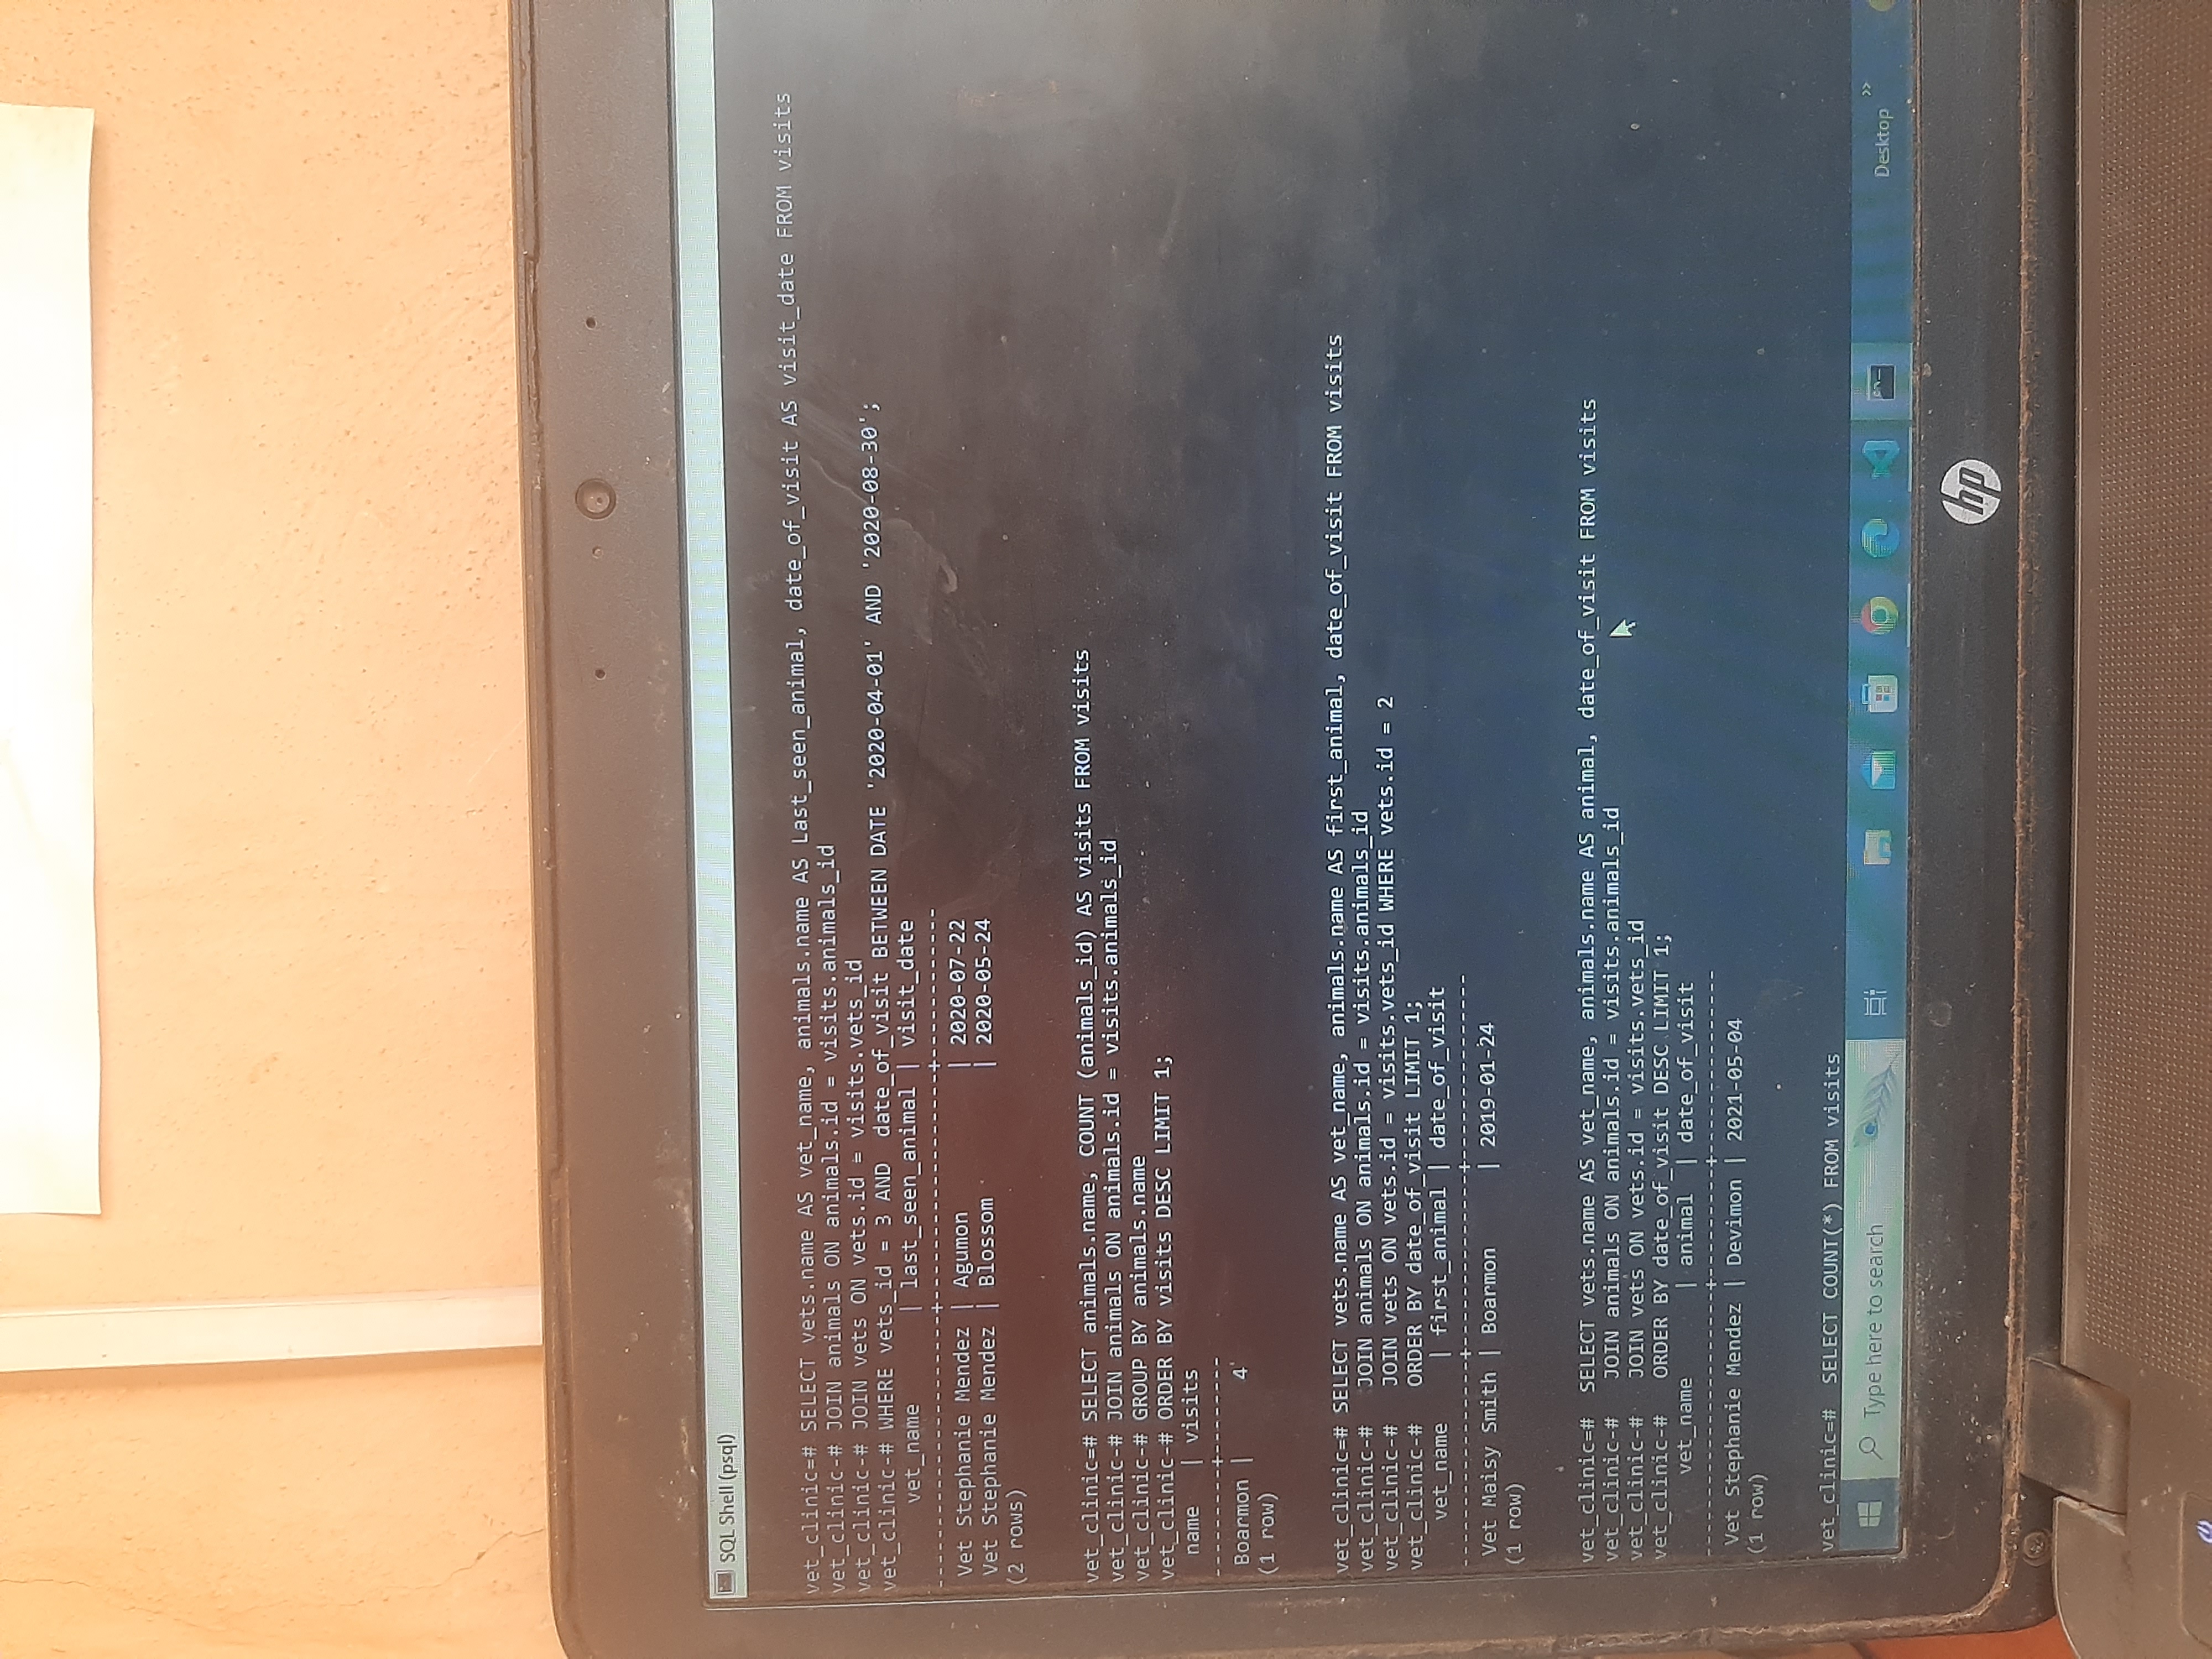 SQL Shell (psql)
vet_clinic=# SELECT vets.name AS vet_name, animals.name AS Last_seen_animal, date_of_visit AS visit_date FROM visits
vet_clinic-# JOIN animals ON animals.id = visits.animals_id
vet_clinic-# JOIN vets ON vets.id = visits.vets_id
vet_clinic-# WHERE vets_id = 3 AND  date_of_visit BETWEEN DATE '2020-04-01' AND '2020-08-30';
vet_name | last_seen_animal | visit_date
----------------------+------------------+------------
Vet Stephanie Mendez | Agumon | 2020-07-22
Vet Stephanie Mendez | Blossom | 2020-05-24
(2 rows)
vet_clinic=# SELECT animals.name, COUNT (animals_id) AS visits FROM visits
vet_clinic-# JOIN animals ON animals.id = visits.animals_id
vet_clinic-# GROUP BY animals.name
vet_clinic-# ORDER BY visits DESC LIMIT 1;
name | visits
---------+--------
Boarmon | 4
(1 row)
vet_clinic=# SELECT vets.name AS vet_name, animals.name AS first_animal, date_of_visit FROM visits
vet_clinic-#   JOIN animals ON animals.id = visits.animals_id
vet_clinic-#   JOIN vets ON vets.id = visits.vets_id WHERE vets.id = 2
vet_clinic-#   ORDER BY date_of_visit LIMIT 1;
vet_name | first_animal | date_of_visit
-----------------+--------------+---------------
Vet Maisy Smith | Boarmon | 2019-01-24
(1 row)
vet_clinic=#  SELECT vets.name AS vet_name, animals.name AS animal, date_of_visit FROM visits
vet_clinic-#   JOIN animals ON animals.id = visits.animals_id
vet_clinic-#   JOIN vets ON vets.id = visits.vets_id
vet_clinic-#   ORDER BY date_of_visit DESC LIMIT 1;
vet_name | animal | date_of_visit
----------------------+---------+---------------
Vet Stephanie Mendez | Devimon | 2021-05-04
(1 row)
vet_clinic=#  SELECT COUNT(*) FROM visits
Type here to search
Desktop
hp